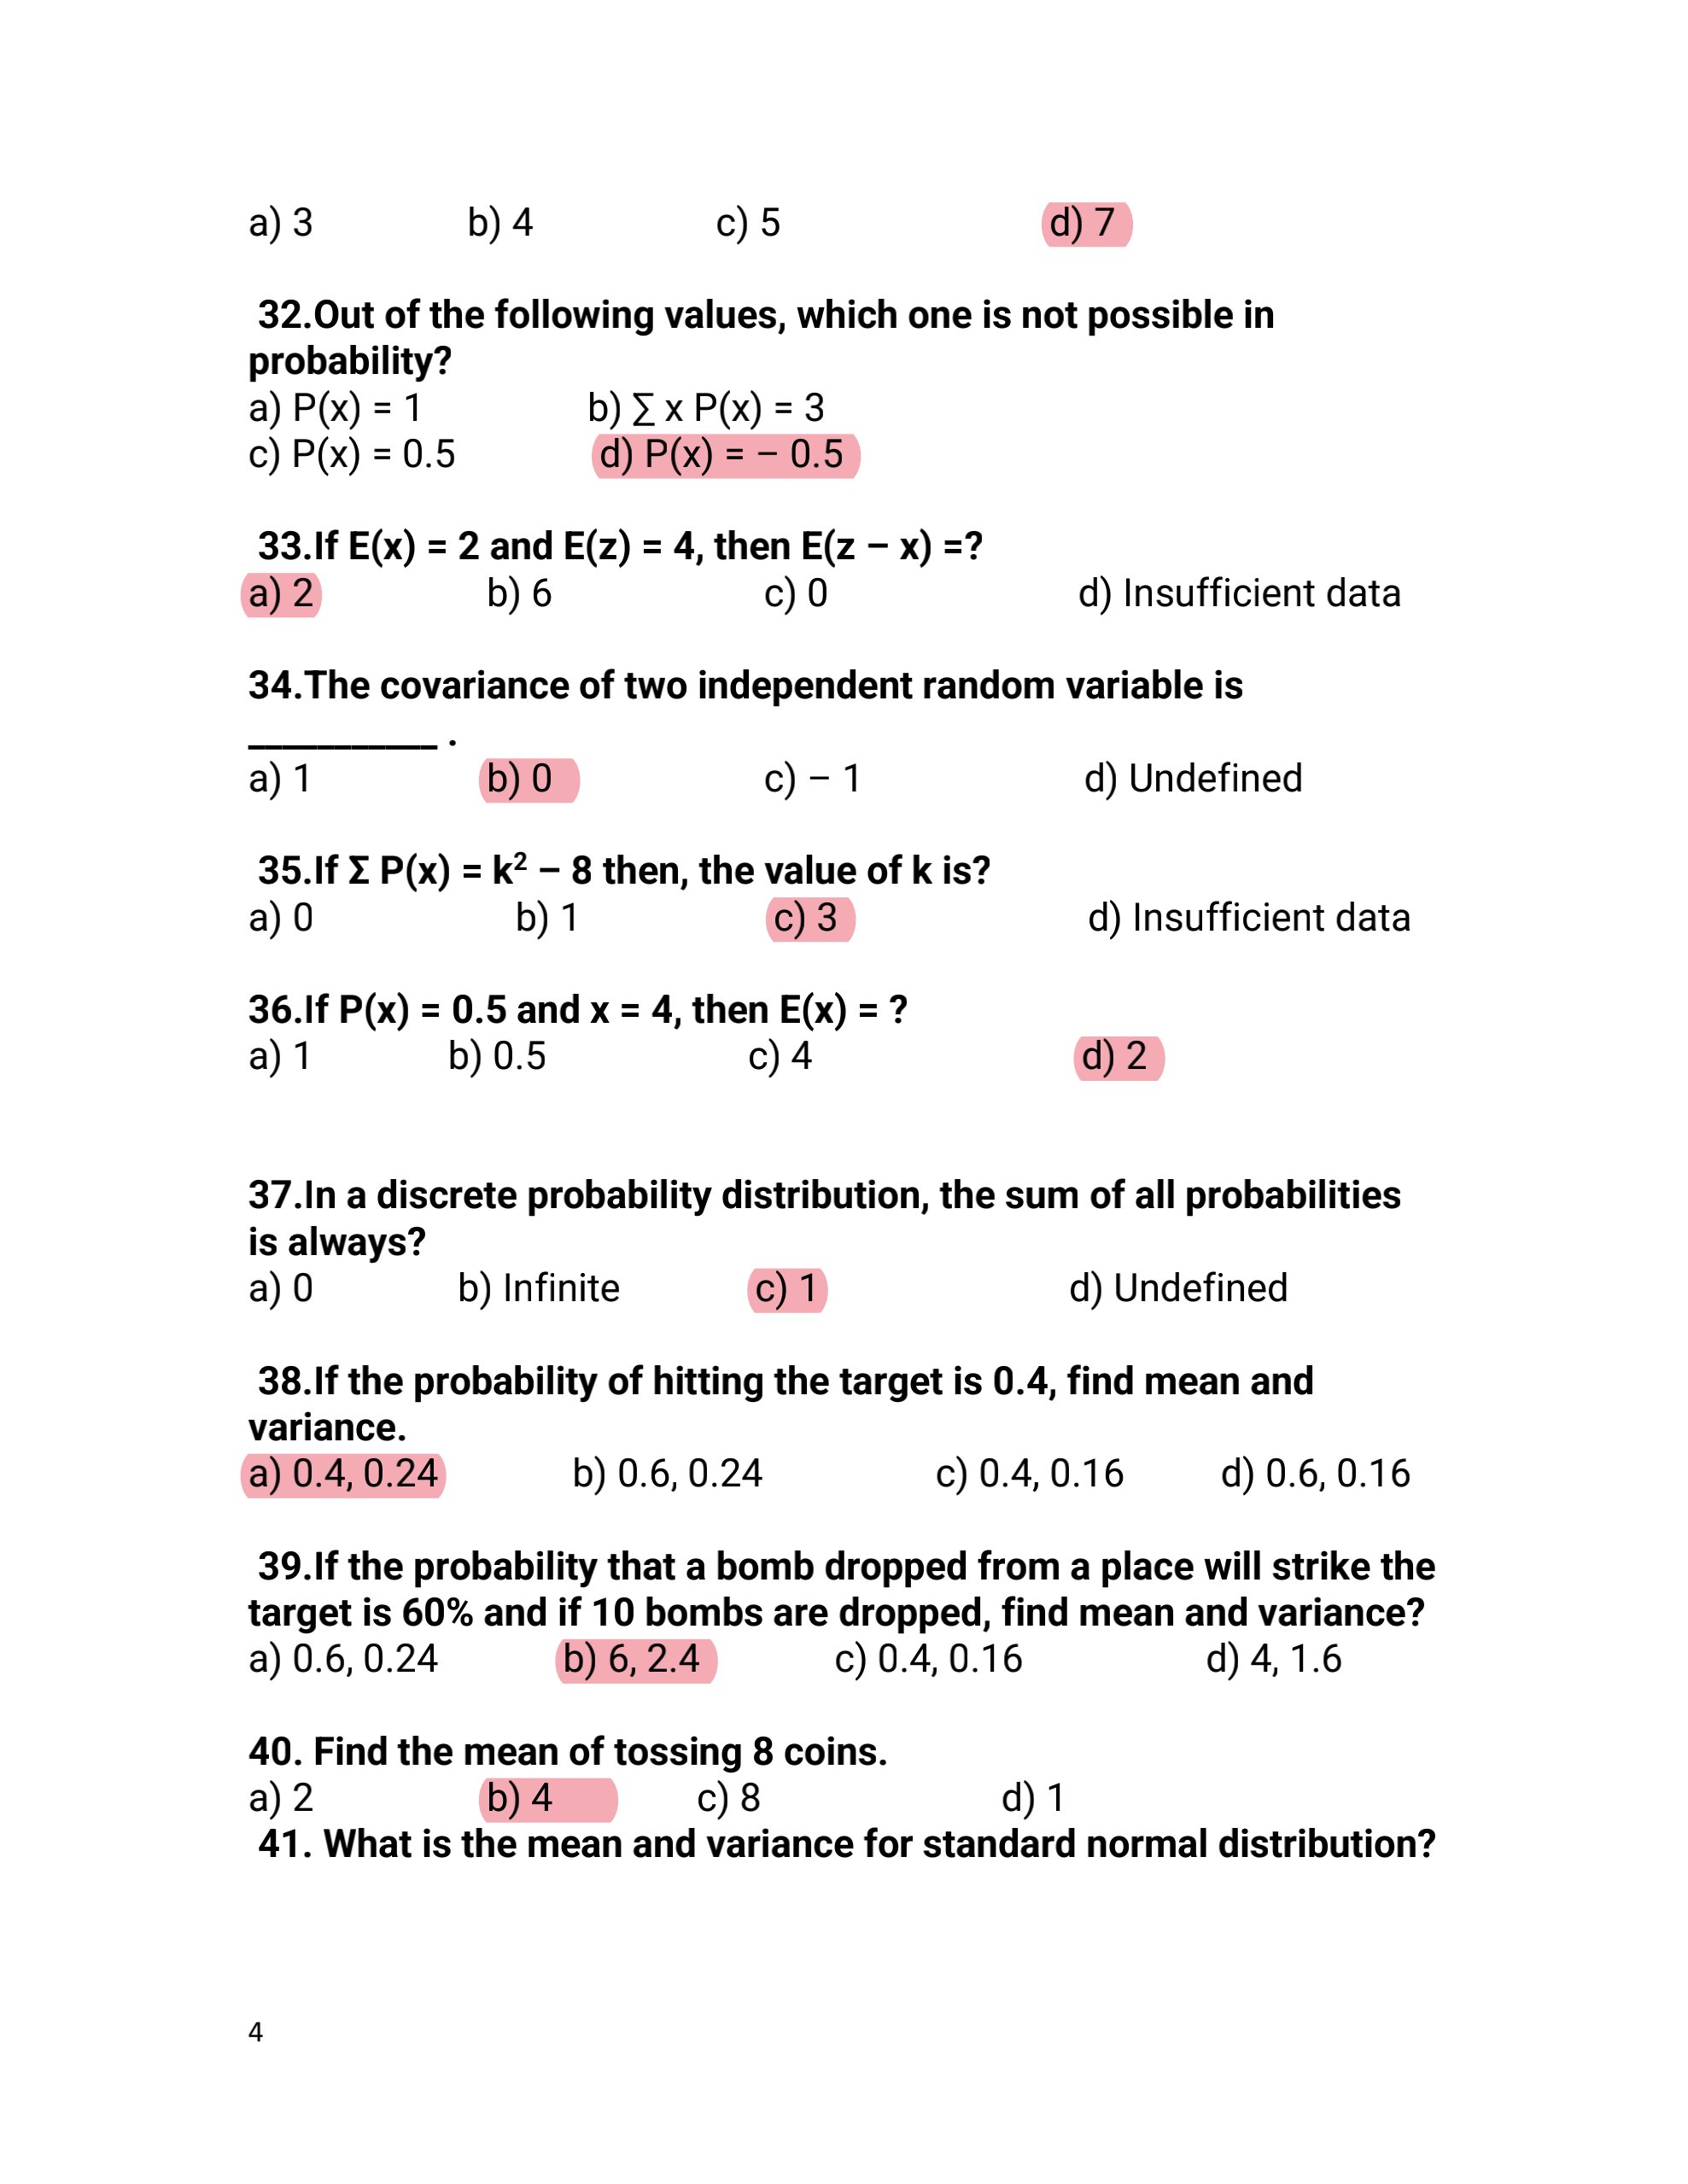 a) 3 b) 4 c) 5 d) 7
32.Out of the following values, which one is not possible in
probability?
a) P(x) = 1 b) ∑ x P(x) = 3
c) P(x) = 0.5 d) P(x) = – 0.5
33.If E(x) = 2 and E(z) = 4, then E(z – x) =?
a) 2 b) 6 c) 0 d) Insufficient data
34.The covariance of two independent random variable is
___________ .
a) 1 b) 0 c) – 1 d) Undefined
35.If Σ P(x) = k² – 8 then, the value of k is?
a) 0 b) 1 c) 3 d) Insufficient data
36.If P(x) = 0.5 and x = 4, then E(x) = ?
a) 1 b) 0.5 c) 4 d) 2
37.In a discrete probability distribution, the sum of all probabilities
is always?
a) 0 b) Infinite c) 1 d) Undefined
38.If the probability of hitting the target is 0.4, find mean and
variance.
a) 0.4, 0.24 b) 0.6, 0.24 c) 0.4, 0.16 d) 0.6, 0.16
39.If the probability that a bomb dropped from a place will strike the
target is 60% and if 10 bombs are dropped, find mean and variance?
a) 0.6, 0.24 b) 6, 2.4 c) 0.4, 0.16 d) 4, 1.6
40. Find the mean of tossing 8 coins.
a) 2 b) 4 c) 8 d) 1
41. What is the mean and variance for standard normal distribution?
4